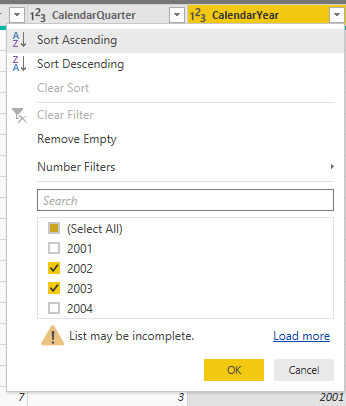 1²3 CalendarQuarter 1²3 CalendarYear
A Z Sort Ascending
Z A Sort Descending
Clear Sort
Clear Filter
Remove Empty
Number Filters
Search
(Select All)
2001
2002
2003
2004
List may be incomplete. Load more
OK Cancel
7 3 2001